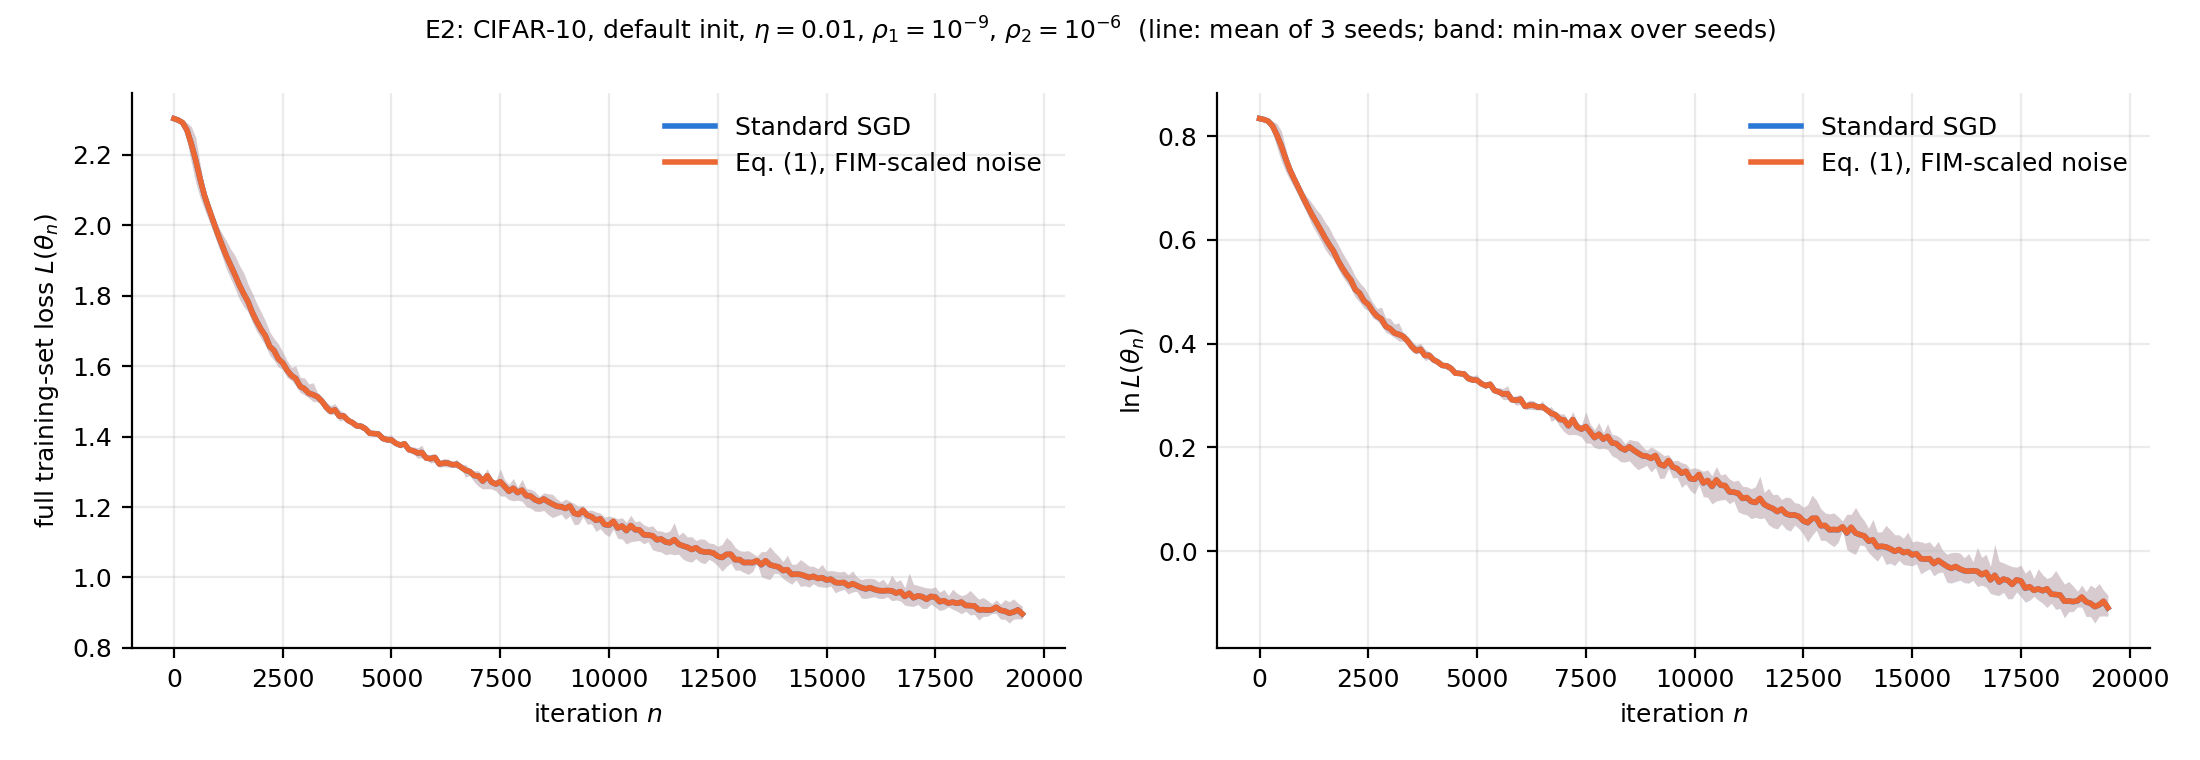 E2: CIFAR-10, default init, η = 0.01, ρ₁ = 10⁻⁹, ρ₂ = 10⁻⁶ (line: mean of 3 seeds; band: min-max over seeds)
full training-set loss L(θₙ)
2.2
2.0
1.8
1.6
1.4
1.2
1.0
0.8
Standard SGD
Eq. (1), FIM-scaled noise
0 2500 5000 7500 10000 12500 15000 17500 20000
iteration n
ln L(θₙ)
0.8
0.6
0.4
0.2
0.0
Standard SGD
Eq. (1), FIM-scaled noise
0 2500 5000 7500 10000 12500 15000 17500 20000
iteration n